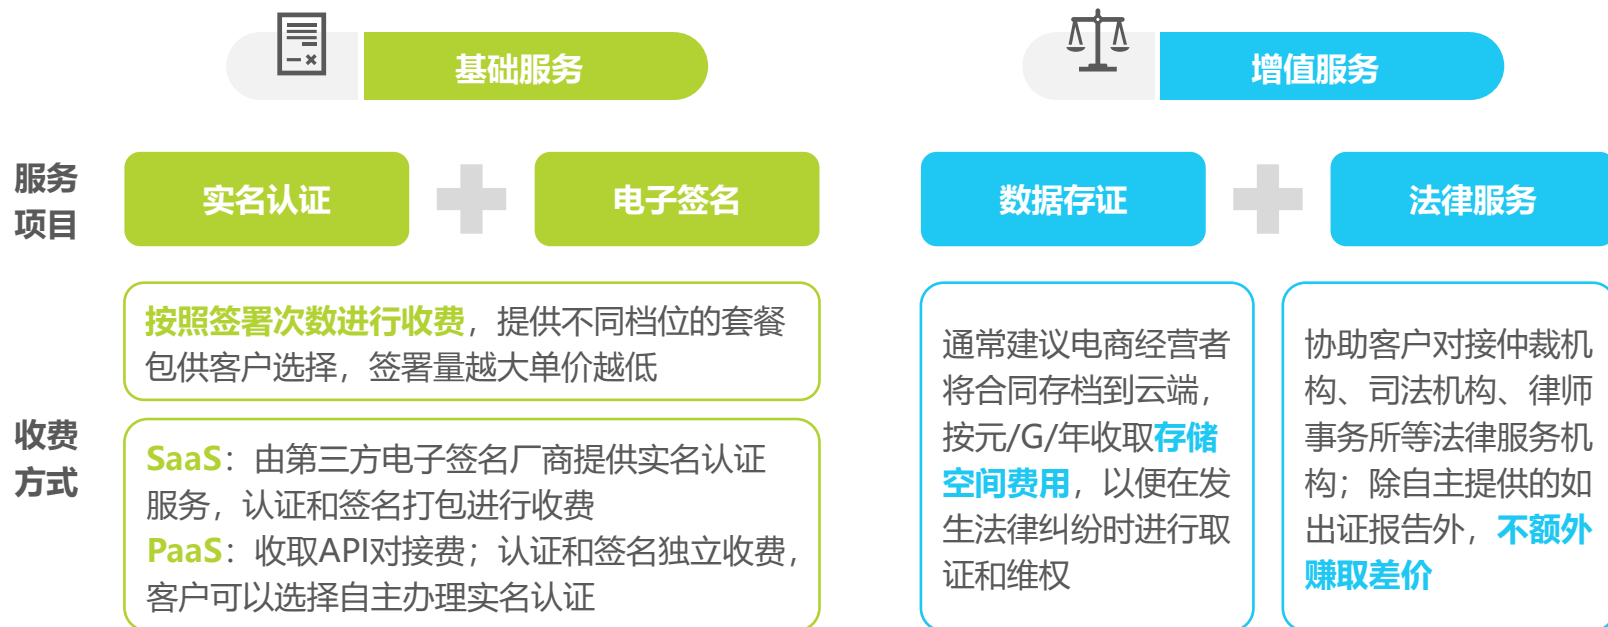 基础服务
增值服务
服务
项目
实名认证
电子签名
数据存证
法律服务
收费
方式
按照签署次数进行收费，提供不同档位的套餐
包供客户选择，签署量越大单价越低
SaaS：由第三方电子签名厂商提供实名认证
服务，认证和签名打包进行收费
PaaS：收取API对接费；认证和签名独立收费，
客户可以选择自主办理实名认证
通常建议电商经营者
将合同存档到云端，
按元/G/年收取存储
空间费用，以便在发
生法律纠纷时进行取
证和维权
协助客户对接仲裁机
构、司法机构、律师
事务所等法律服务机
构；除自主提供的如
出证报告外，不额外
赚取差价